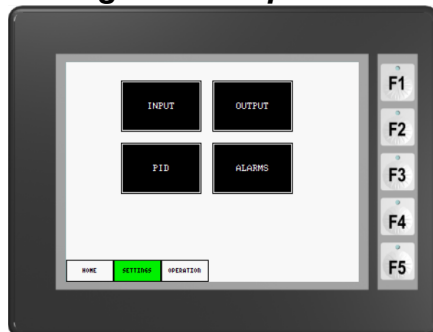 F1
INPUT OUTPUT
F2
PID ALARMS
F3
F4
HOME SETTINGS OPERATION
F5